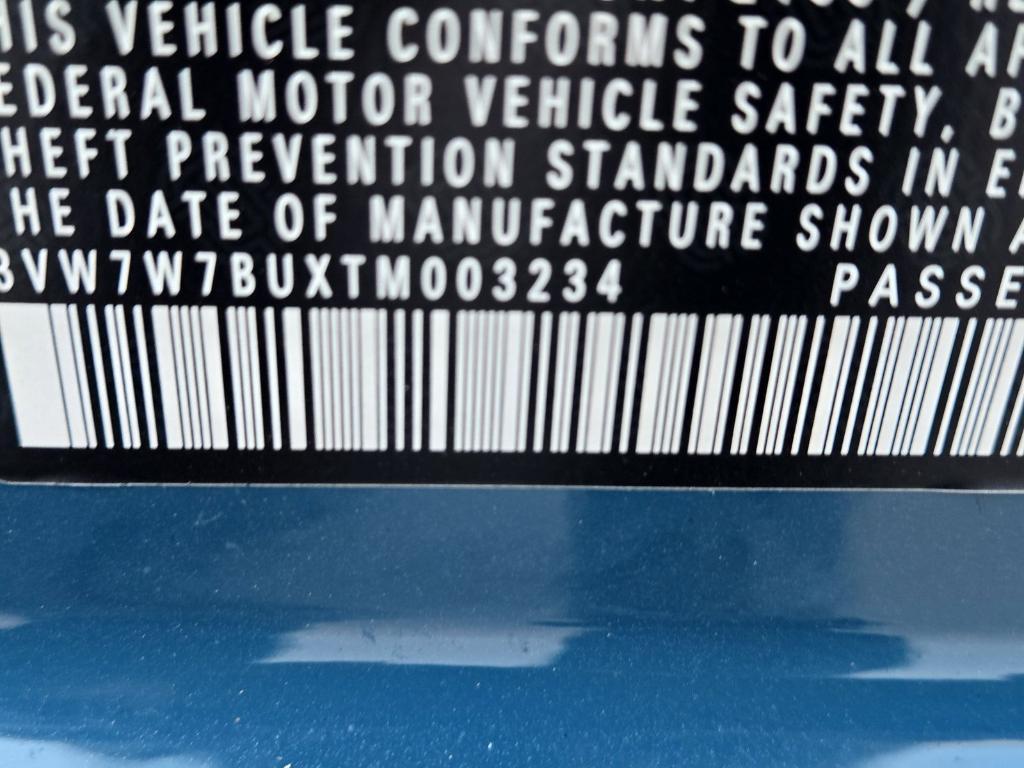 HIS VEHICLE CONFORMS TO ALL AP
EDERAL MOTOR VEHICLE SAFETY, B
HEFT PREVENTION STANDARDS IN E
HE DATE OF MANUFACTURE SHOWN A
3VW7W7BUXTM003234 PASSE